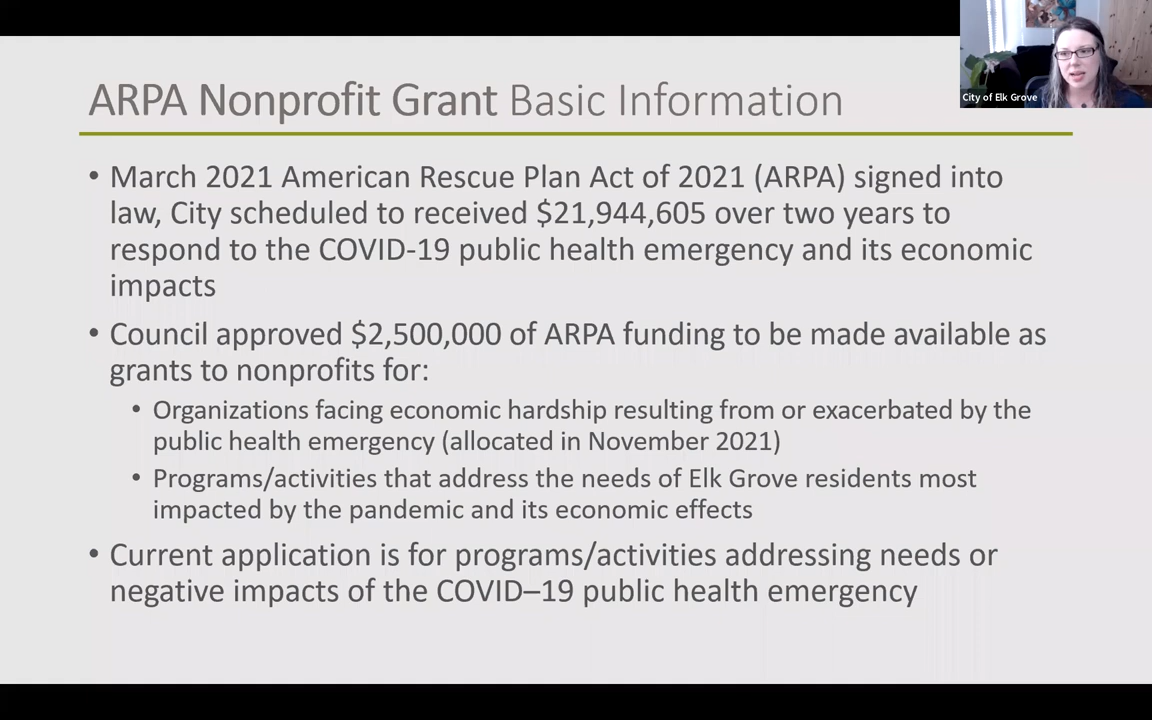 ARPA Nonprofit Grant Basic Information
City of Elk Grove
• March 2021 American Rescue Plan Act of 2021 (ARPA) signed into
law, City scheduled to received $21,944,605 over two years to
respond to the COVID-19 public health emergency and its economic
impacts
• Council approved $2,500,000 of ARPA funding to be made available as
grants to nonprofits for:
• Organizations facing economic hardship resulting from or exacerbated by the
public health emergency (allocated in November 2021)
• Programs/activities that address the needs of Elk Grove residents most
impacted by the pandemic and its economic effects
• Current application is for programs/activities addressing needs or
negative impacts of the COVID–19 public health emergency